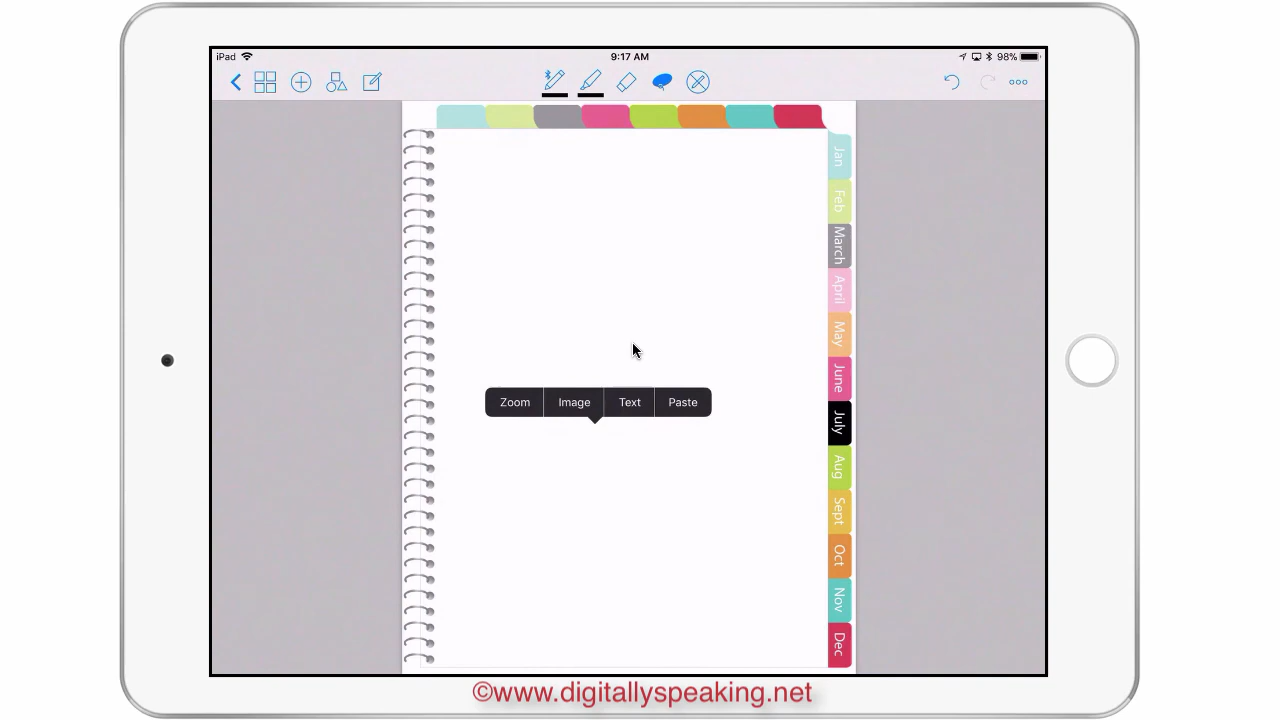 iPad 9:17 AM 98%
Jan
Feb
March
April
May
June
July
Aug
Sept
Oct
Nov
Dec
Zoom Image Text Paste
©www.digitallyspeaking.net